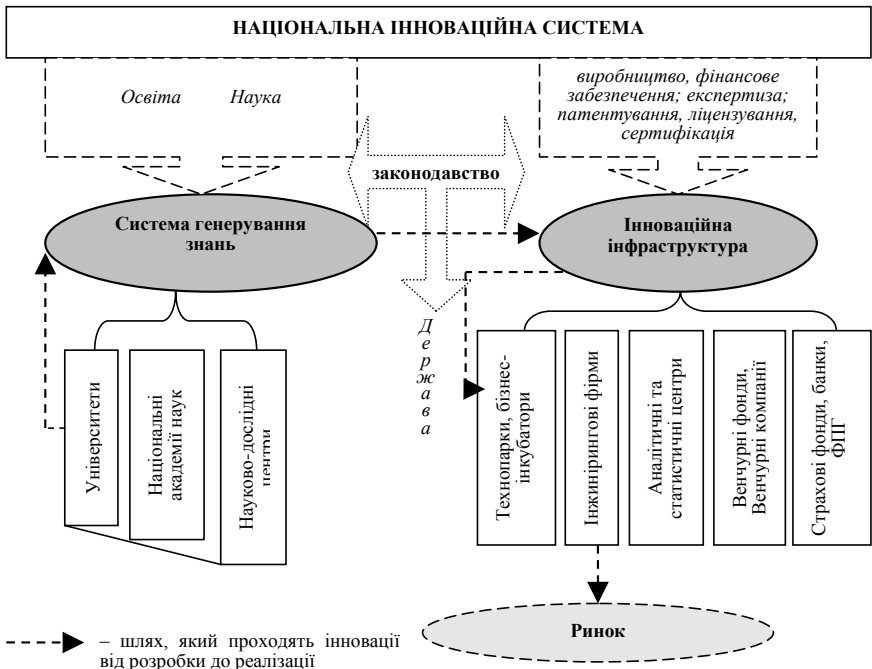 НАЦІОНАЛЬНА ІННОВАЦІЙНА СИСТЕМА
Освіта Наука
виробництво, фінансове
забезпечення; експертиза;
патентування, ліцензування,
сертифікація
законодавство
Система генерування
знань
Інноваційна
інфраструктура
Держава
Університети
Національні
академії наук
Науково-дослідні
центри
Технопарки, бізнес-
інкубатори
Інжинірингові фірми
Аналітичні та
статистичні центри
Венчурні фонди,
Венчурні компанії
Страхові фонди, банки,
ФПГ
Ринок
– шлях, який проходять інновації
від розробки до реалізації